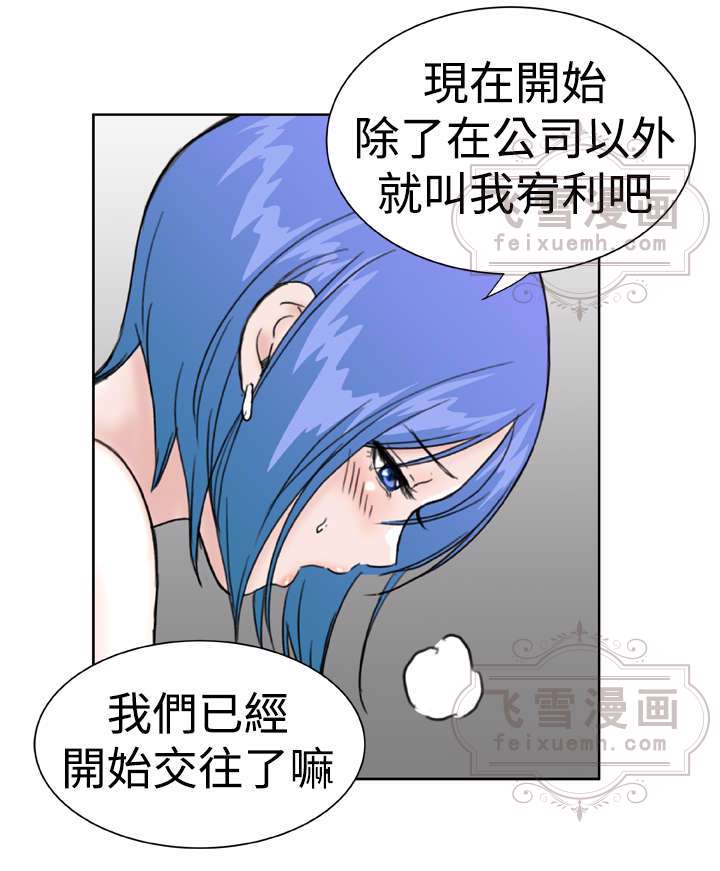 現在開始
除了在公司以外
就叫我宥利吧
飞雪漫画
feixuemh.com
我們已經
開始交往了嘛
飞雪漫画
feixuemh.com